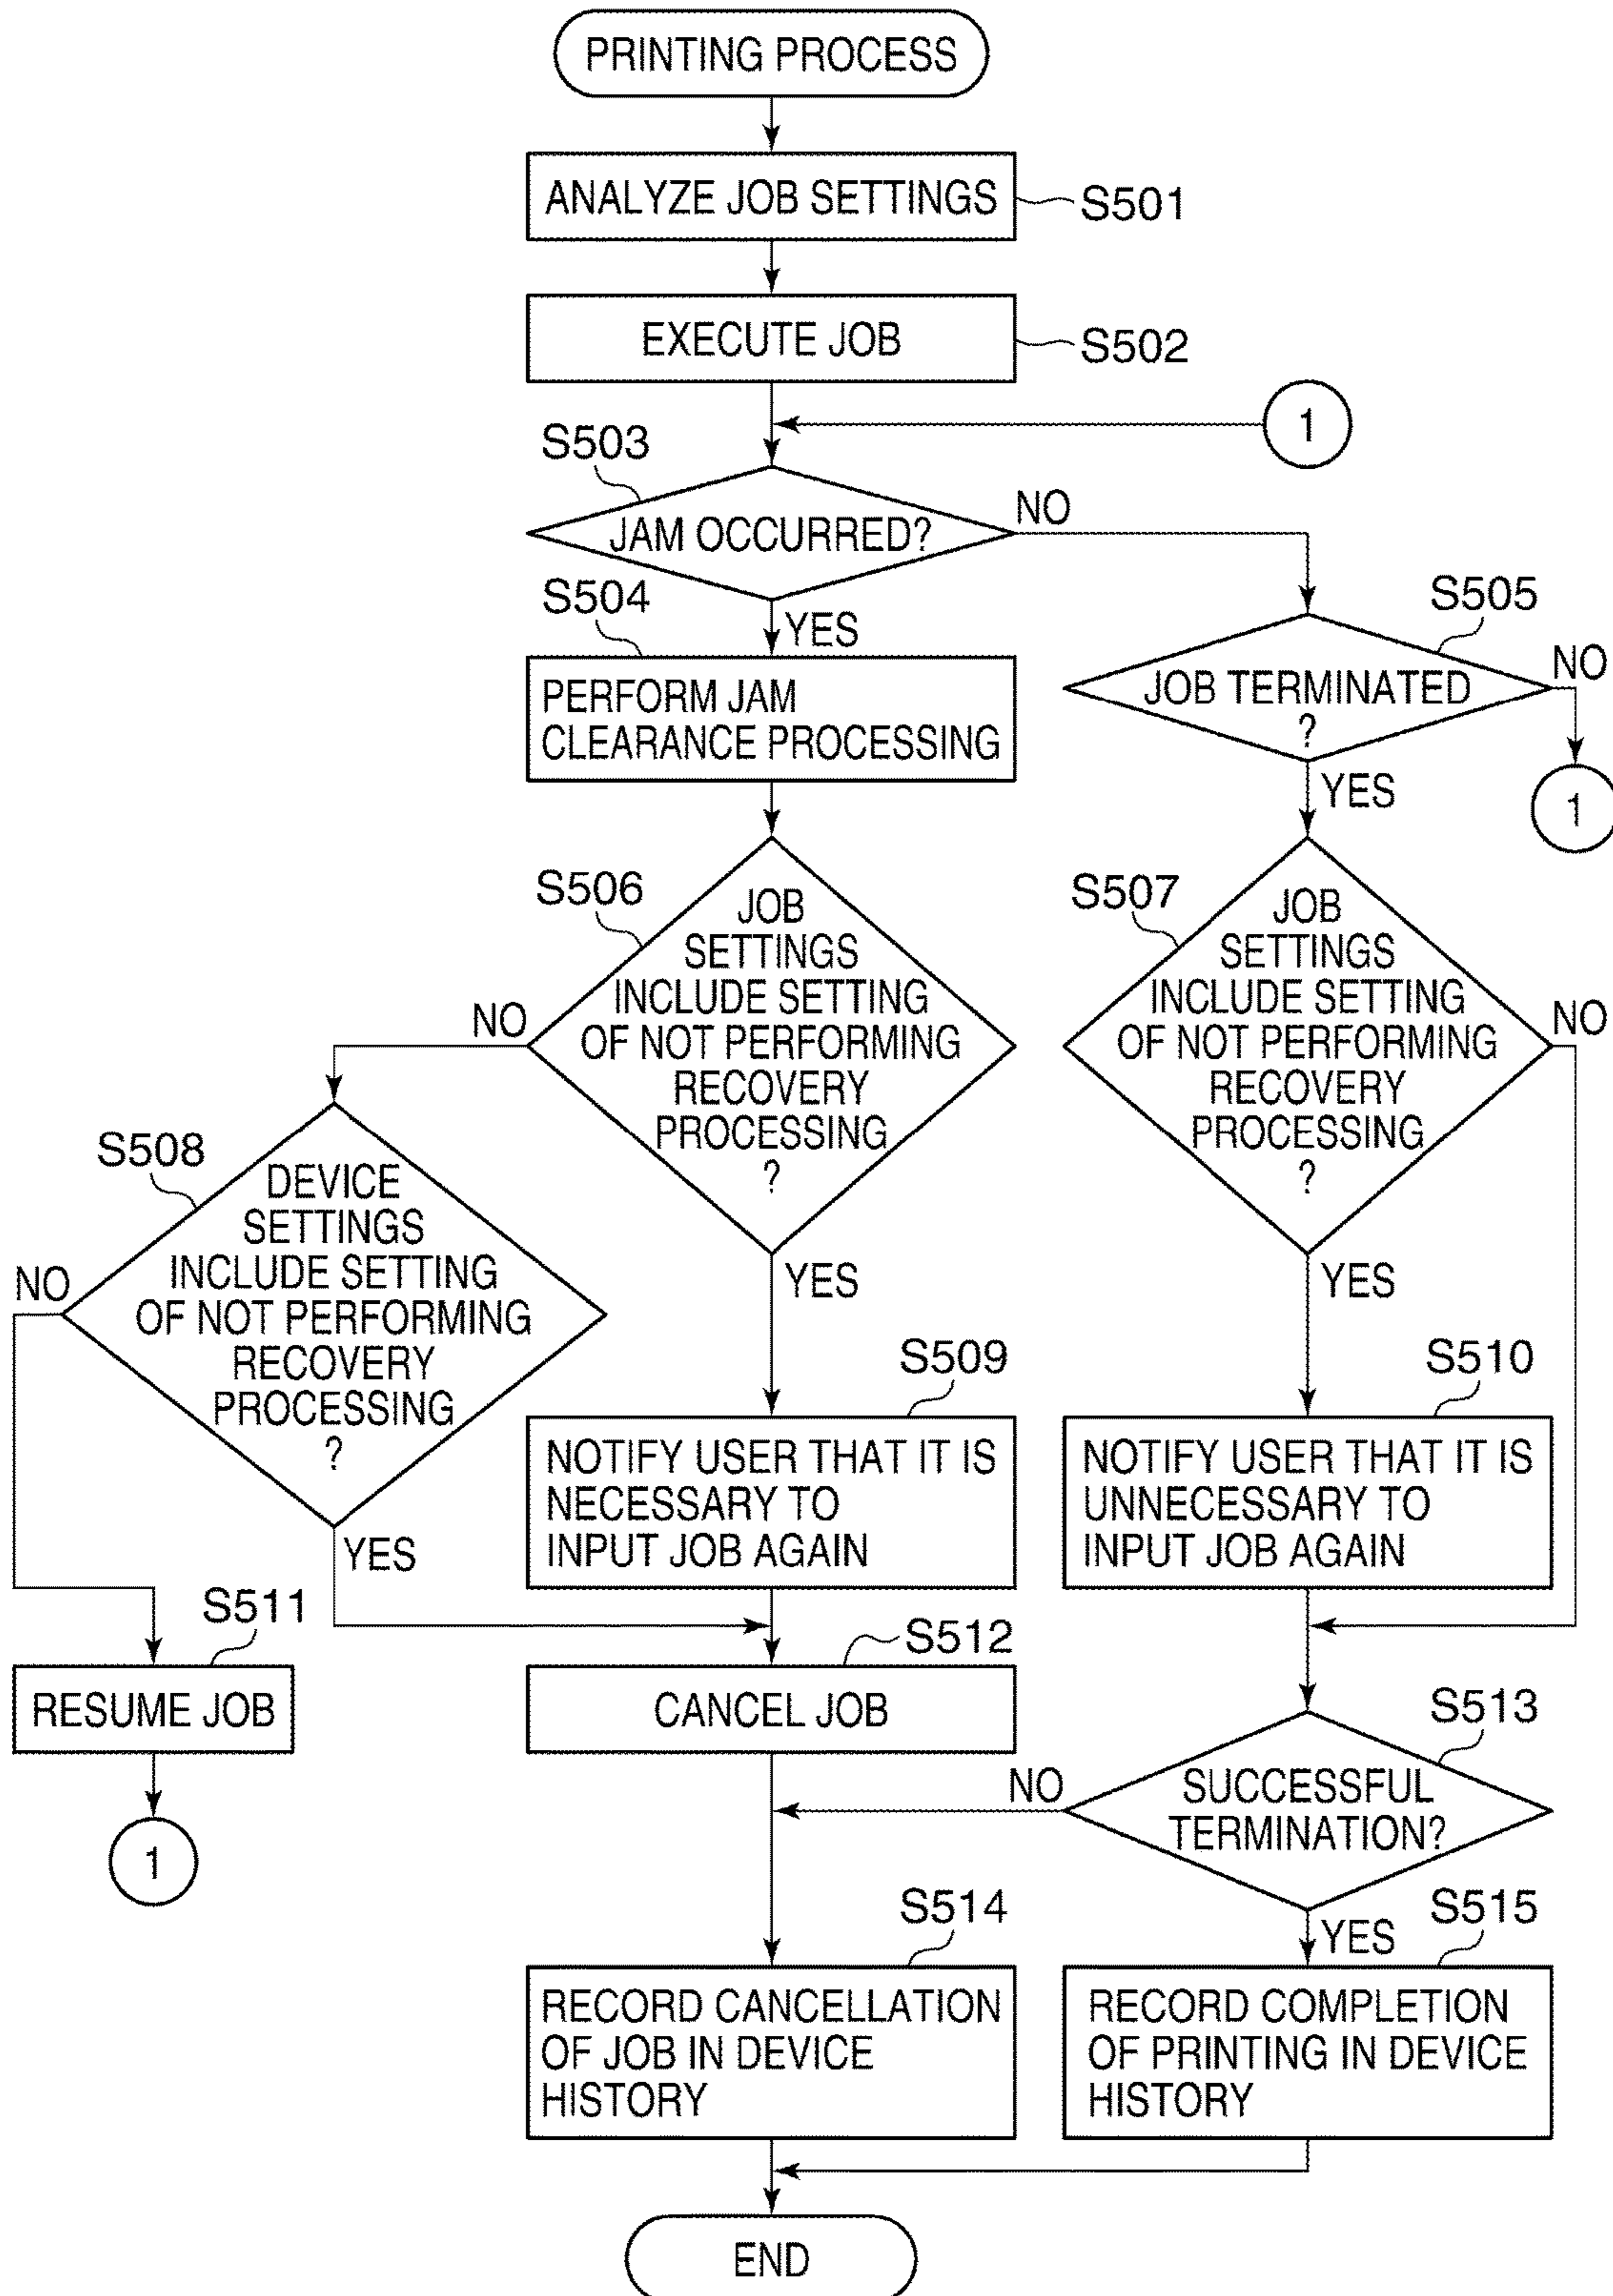 PRINTING PROCESS
ANALYZE JOB SETTINGS
S501
EXECUTE JOB
S502
1
S503
JAM OCCURRED?
NO
YES
S504
PERFORM JAM
CLEARANCE PROCESSING
S505
JOB TERMINATED
?
NO
1
YES
S506
JOB
SETTINGS
INCLUDE SETTING
OF NOT PERFORMING
RECOVERY
PROCESSING
?
NO
YES
S507
JOB
SETTINGS
INCLUDE SETTING
OF NOT PERFORMING
RECOVERY
PROCESSING
?
NO
YES
S508
DEVICE
SETTINGS
INCLUDE SETTING
OF NOT PERFORMING
RECOVERY
PROCESSING
?
NO
YES
S509
NOTIFY USER THAT IT IS
NECESSARY TO
INPUT JOB AGAIN
S510
NOTIFY USER THAT IT IS
UNNECESSARY TO
INPUT JOB AGAIN
S511
RESUME JOB
1
S512
CANCEL JOB
S513
SUCCESSFUL
TERMINATION?
NO
YES
S514
RECORD CANCELLATION
OF JOB IN DEVICE
HISTORY
S515
RECORD COMPLETION
OF PRINTING IN DEVICE
HISTORY
END